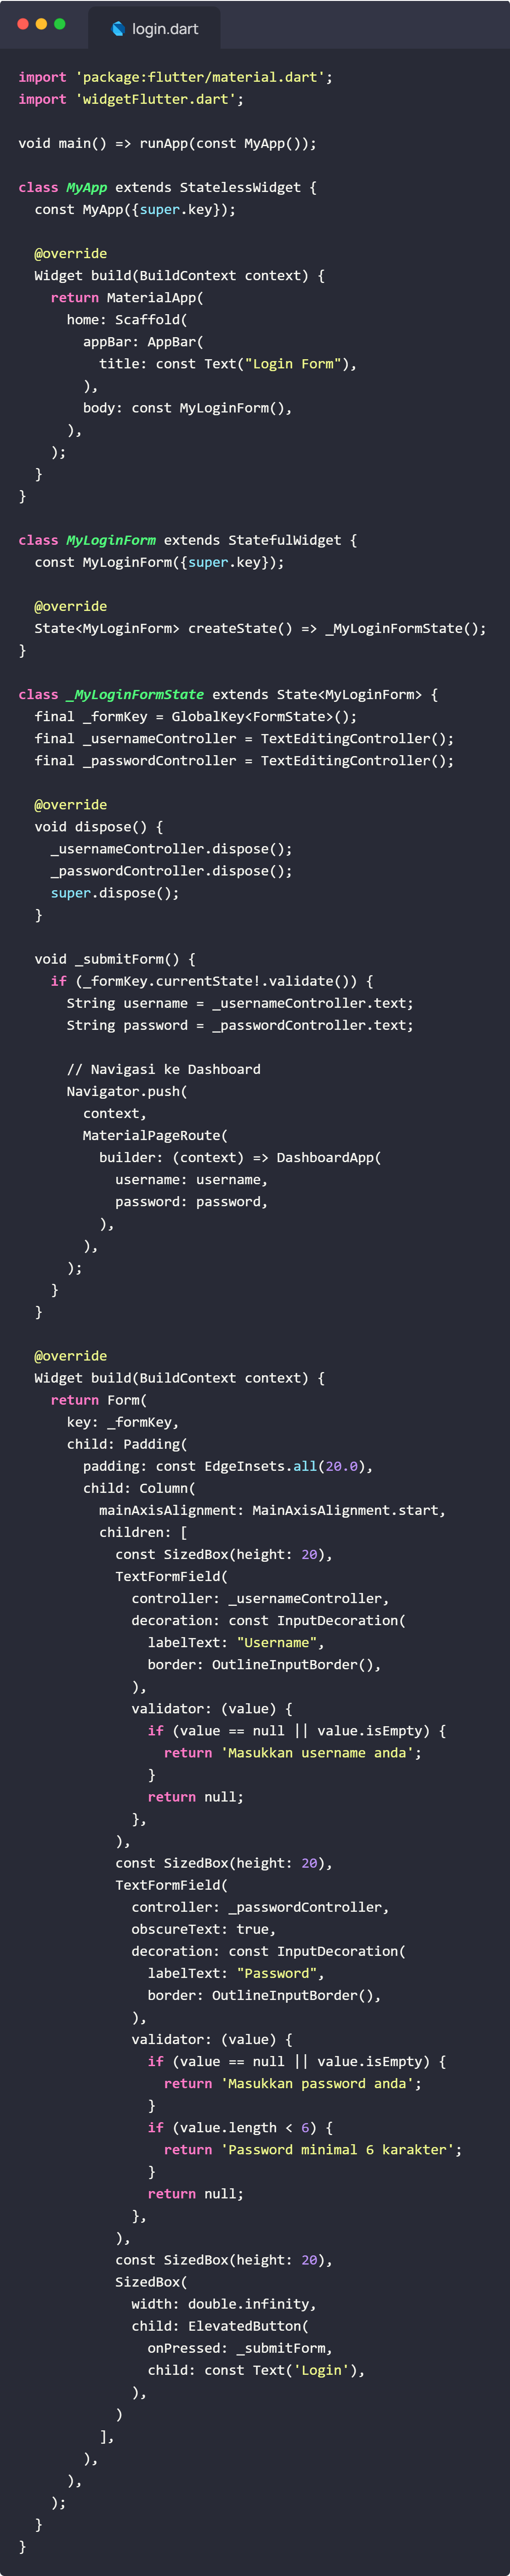 login.dart
import 'package:flutter/material.dart';
import 'widgetFlutter.dart';

void main() => runApp(const MyApp());

class MyApp extends StatelessWidget {
  const MyApp({super.key});

  @override
  Widget build(BuildContext context) {
    return MaterialApp(
      home: Scaffold(
        appBar: AppBar(
          title: const Text("Login Form"),
        ),
        body: const MyLoginForm(),
      ),
    );
  }
}

class MyLoginForm extends StatefulWidget {
  const MyLoginForm({super.key});

  @override
  State<MyLoginForm> createState() => _MyLoginFormState();
}

class _MyLoginFormState extends State<MyLoginForm> {
  final _formKey = GlobalKey<FormState>();
  final _usernameController = TextEditingController();
  final _passwordController = TextEditingController();

  @override
  void dispose() {
    _usernameController.dispose();
    _passwordController.dispose();
    super.dispose();
  }

  void _submitForm() {
    if (_formKey.currentState!.validate()) {
      String username = _usernameController.text;
      String password = _passwordController.text;

      // Navigasi ke Dashboard
      Navigator.push(
        context,
        MaterialPageRoute(
          builder: (context) => DashboardApp(
            username: username,
            password: password,
          ),
        ),
      );
    }
  }

  @override
  Widget build(BuildContext context) {
    return Form(
      key: _formKey,
      child: Padding(
        padding: const EdgeInsets.all(20.0),
        child: Column(
          mainAxisAlignment: MainAxisAlignment.start,
          children: [
            const SizedBox(height: 20),
            TextFormField(
              controller: _usernameController,
              decoration: const InputDecoration(
                labelText: "Username",
                border: OutlineInputBorder(),
              ),
              validator: (value) {
                if (value == null || value.isEmpty) {
                  return 'Masukkan username anda';
                }
                return null;
              },
            ),
            const SizedBox(height: 20),
            TextFormField(
              controller: _passwordController,
              obscureText: true,
              decoration: const InputDecoration(
                labelText: "Password",
                border: OutlineInputBorder(),
              ),
              validator: (value) {
                if (value == null || value.isEmpty) {
                  return 'Masukkan password anda';
                }
                if (value.length < 6) {
                  return 'Password minimal 6 karakter';
                }
                return null;
              },
            ),
            const SizedBox(height: 20),
            SizedBox(
              width: double.infinity,
              child: ElevatedButton(
                onPressed: _submitForm,
                child: const Text('Login'),
              ),
            )
          ],
        ),
      ),
    );
  }
}